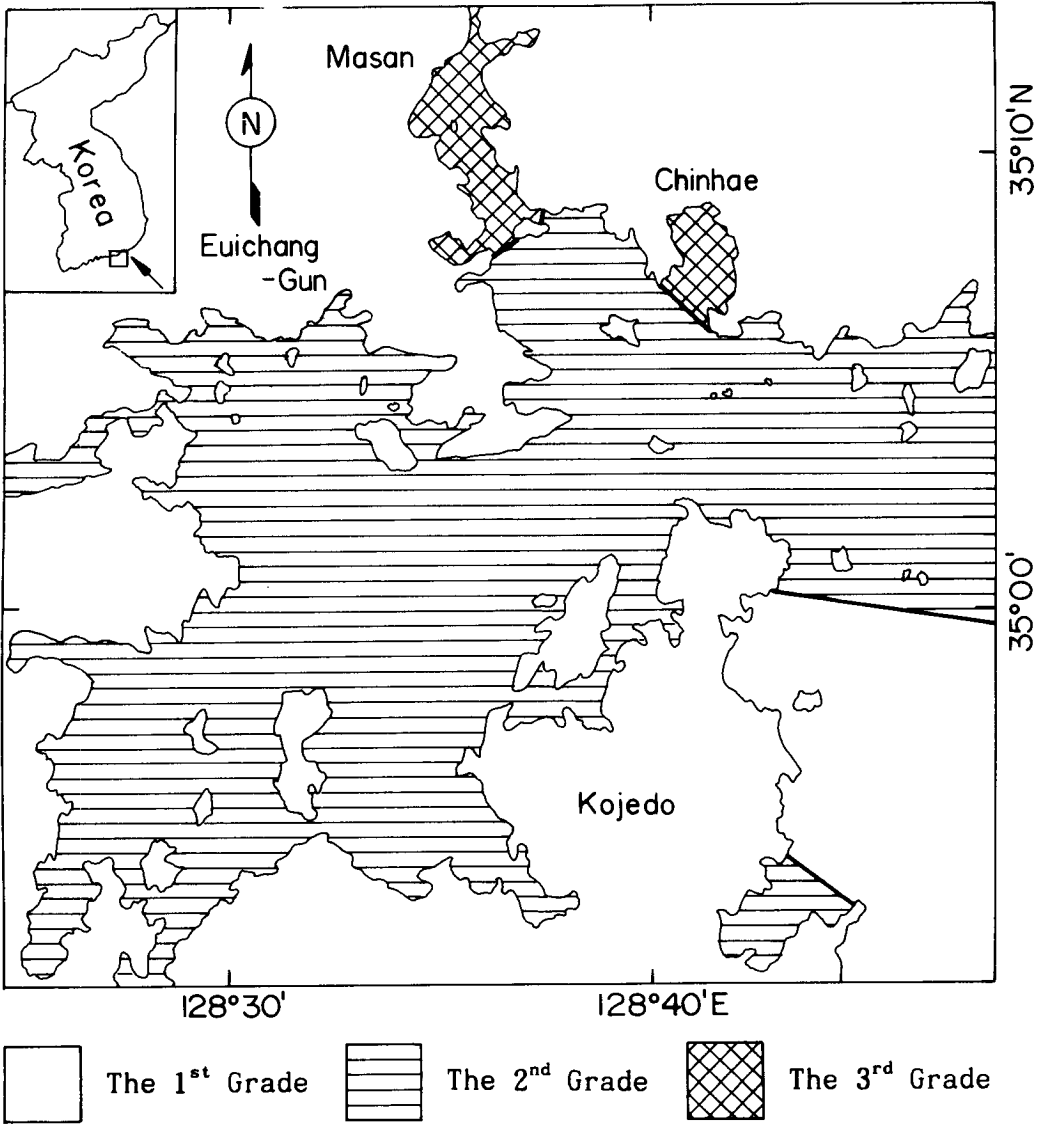 Masan
N
Korea
Chinhae
Euichang
-Gun
35°10'N
35°00'
Kojedo
128°30'
128°40'E
The 1st Grade
The 2nd Grade
The 3rd Grade